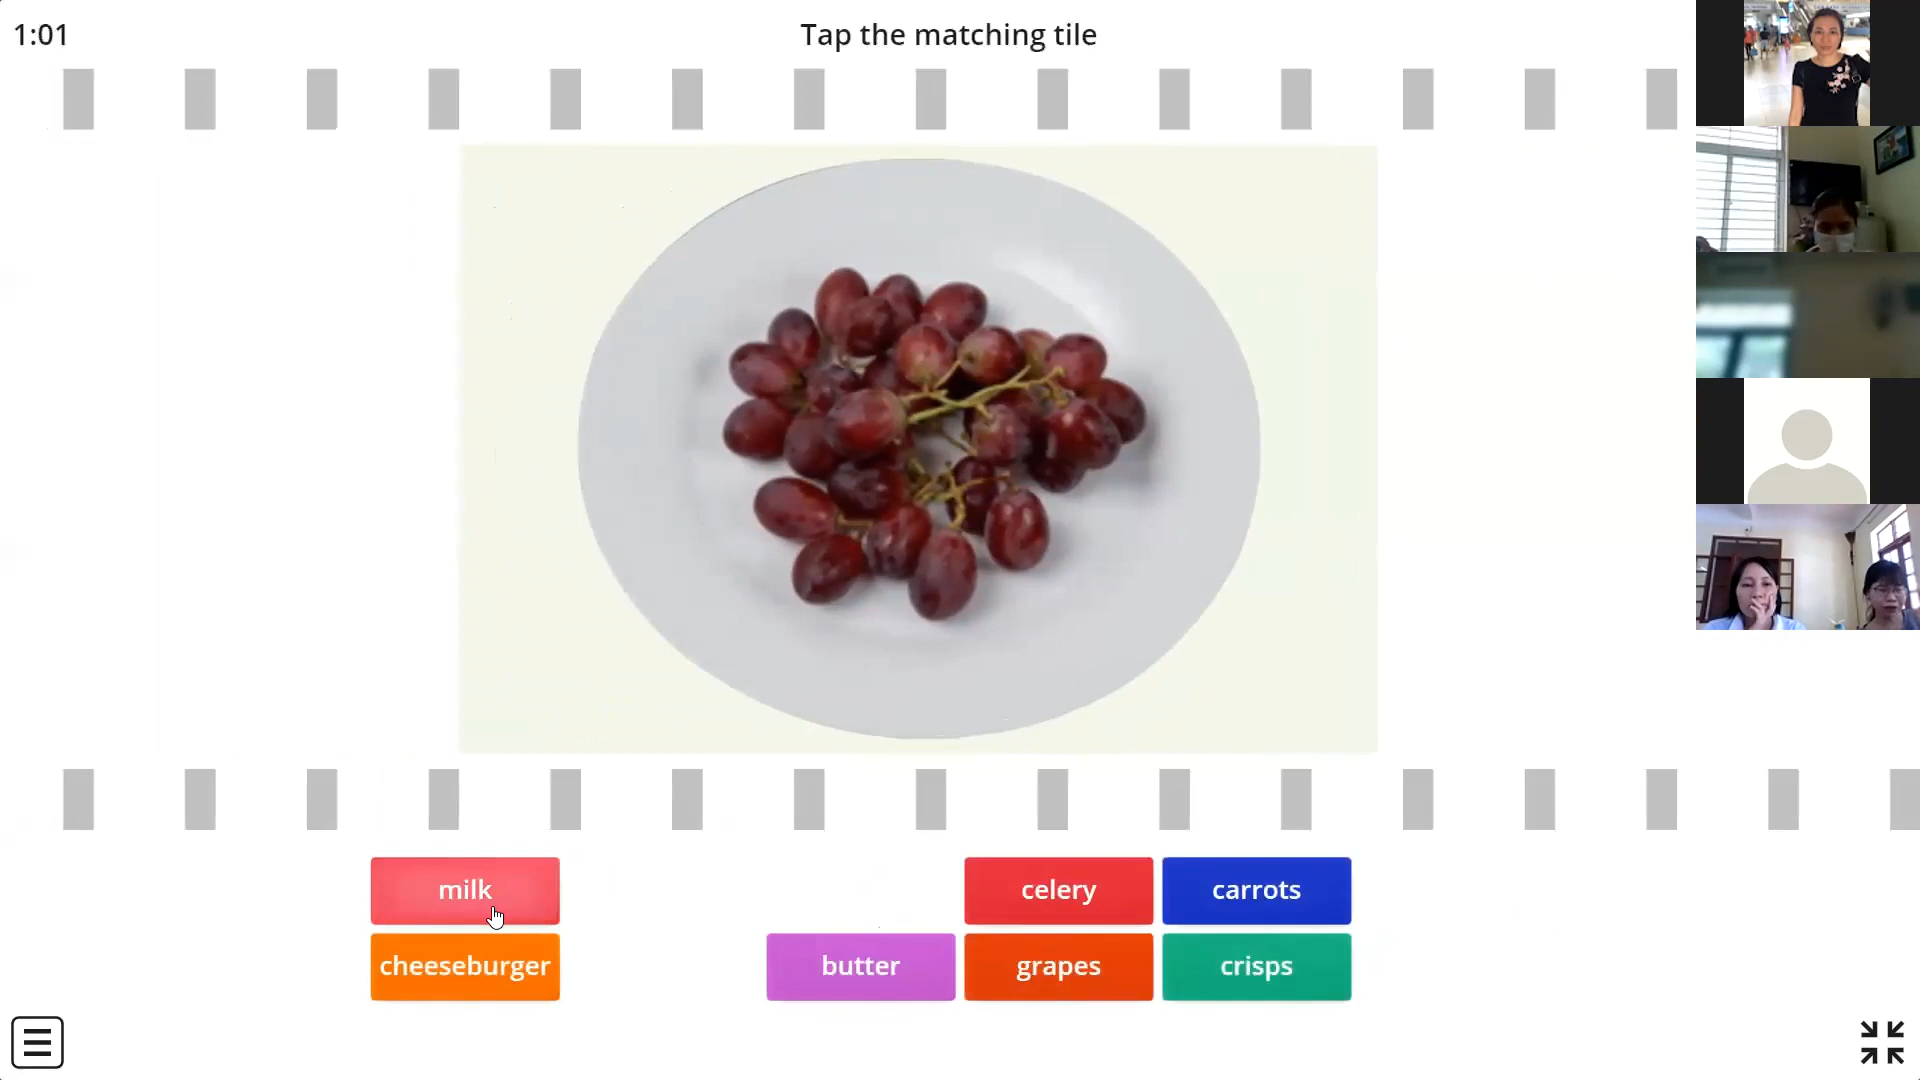 1:01
Tap the matching tile
milk
celery
carrots
cheeseburger
butter
grapes
crisps